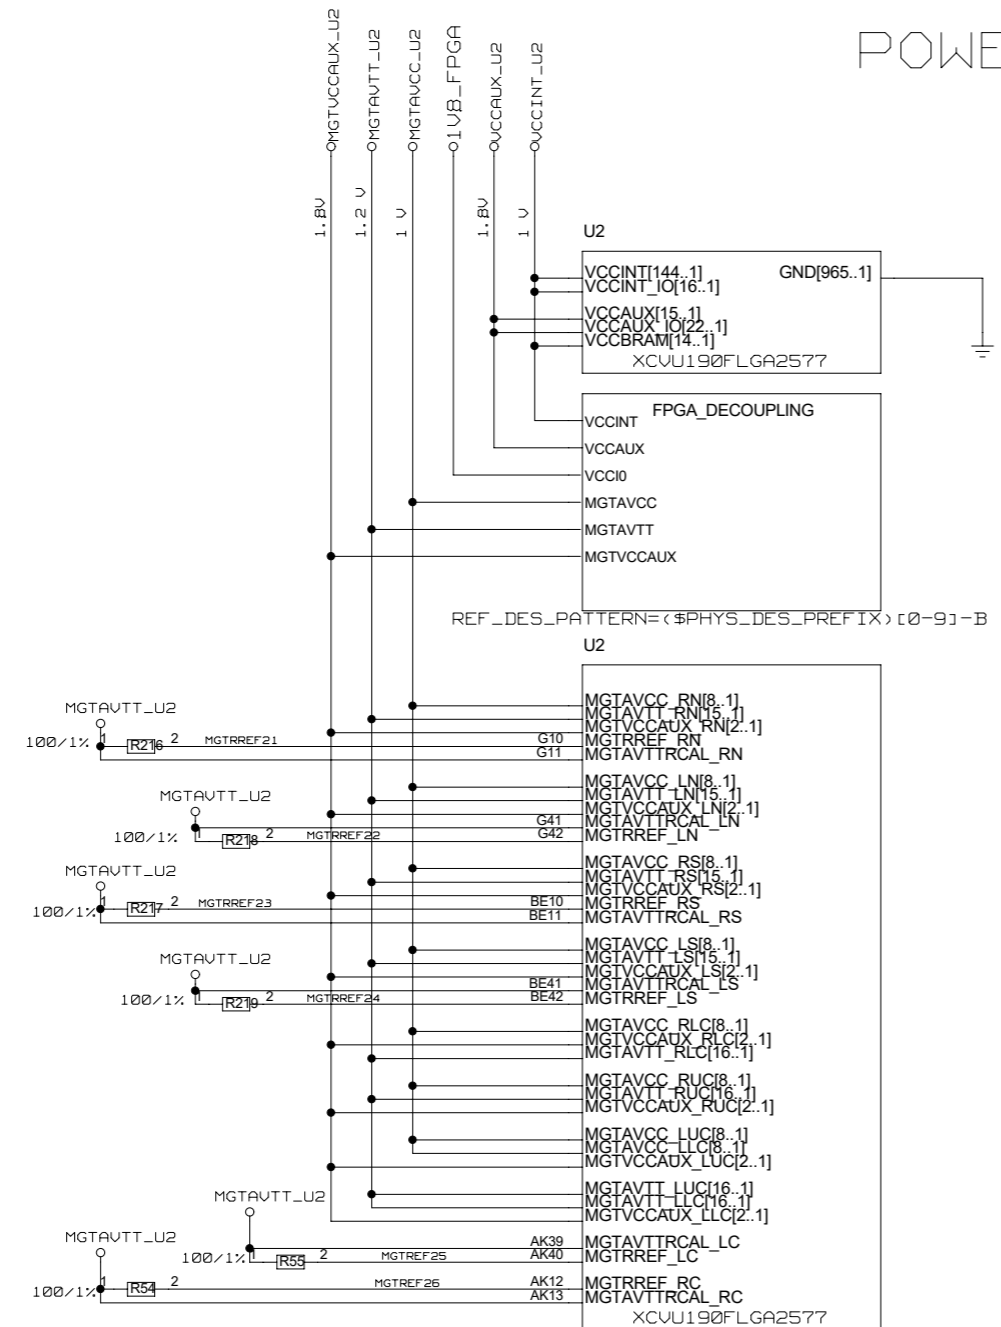 POWE
MGTVCCAUX_U2
MGTAVTT_U2
MGTAVCC_U2
1V8_FPGA
VCCAUX_U2
VCCINT_U2
1.8V
1.2 V
1 V
1.8V
1 V
U2
VCCINT[144..1]
GND[965..1]
VCCINT_IO[16..1]
VCCAUX[15..1]
VCCAUX_IO[22..1]
VCCBRAM[14..1]
XCVU190FLGA2577
FPGA_DECOUPLING
VCCINT
VCCAUX
VCCI0
MGTAVCC
MGTAVTT
MGTVCCAUX
REF_DES_PATTERN=($PHYS_DES_PREFIX)[0-9]-B
U2
MGTAVCC_RN[8..1]
MGTAVTT_U2
MGTAVTT_RN[15..1]
MGTVCCAUX_RN[2..1]
100/1% 1 R216 2 MGTRREF21 G10 MGTRREF_RN
G11 MGTAVTTRCAL_RN
MGTAVCC_LN[8..1]
MGTAVTT_U2
MGTAVTT_LN[15..1]
MGTVCCAUX_LN[2..1]
G41 MGTAVTTRCAL_LN
100/1% 1 R218 2 MGTRREF22 G42 MGTRREF_LN
MGTAVCC_RS[8..1]
MGTAVTT_U2
MGTAVTT_RS[15..1]
MGTVCCAUX_RS[2..1]
100/1% 1 R217 2 MGTRREF23 BE10 MGTRREF_RS
BE11 MGTAVTTRCAL_RS
MGTAVCC_LS[8..1]
MGTAVTT_U2
MGTAVTT_LS[15..1]
MGTVCCAUX_LS[2..1]
BE41 MGTAVTTRCAL_LS
100/1% 1 R219 2 MGTRREF24 BE42 MGTRREF_LS
MGTAVCC_RLC[8..1]
MGTVCCAUX_RLC[2..1]
MGTAVTT_RLC[16..1]
MGTAVCC_RUC[8..1]
MGTAVTT_RUC[16..1]
MGTVCCAUX_RUC[2..1]
MGTAVCC_LUC[8..1]
MGTAVCC_LLC[8..1]
MGTVCCAUX_LUC[2..1]
MGTAVTT_LUC[16..1]
MGTAVTT_U2
MGTAVTT_LLC[16..1]
MGTVCCAUX_LLC[2..1]
MGTAVTT_U2
AK39 MGTAVTTRCAL_LC
100/1% 1 R55 2 MGTREF25 AK40 MGTRREF_LC
100/1% 1 R54 2 MGTREF26 AK12 MGTRREF_RC
AK13 MGTAVTTRCAL_RC
XCVU190FLGA2577